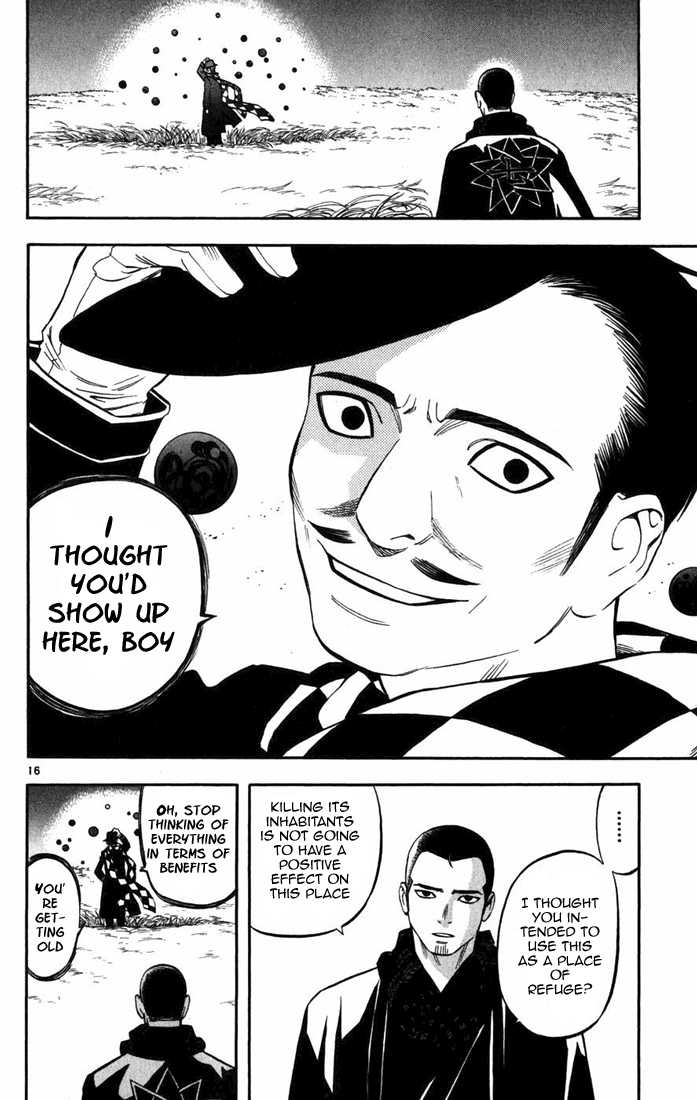 I
THOUGHT
YOU'D
SHOW UP
HERE, BOY
16
.........
I THOUGHT
YOU IN-
TENDED TO
USE THIS
AS A PLACE
OF
REFUGE?
KILLING ITS
INHABITANTS
IS NOT GOING
TO HAVE A
POSITIVE
EFFECT ON
THIS PLACE
OH, STOP
THINKING OF
EVERYTHING
IN TERMS OF
BENEFITS
YOU'
RE
GET-
TING
OLD